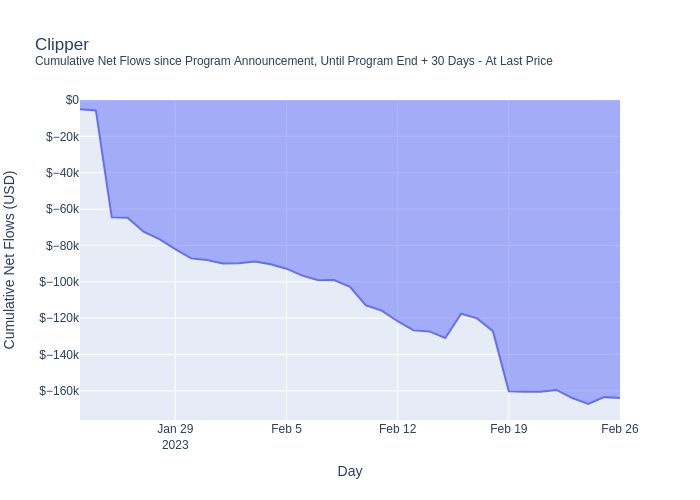 Clipper
Cumulative Net Flows since Program Announcement, Until Program End + 30 Days - At Last Price
$0
$−20k
$−40k
$−60k
$−80k
$−100k
$−120k
$−140k
$−160k
Cumulative Net Flows (USD)
Jan 29
2023
Feb 5
Feb 12
Feb 19
Feb 26
Day